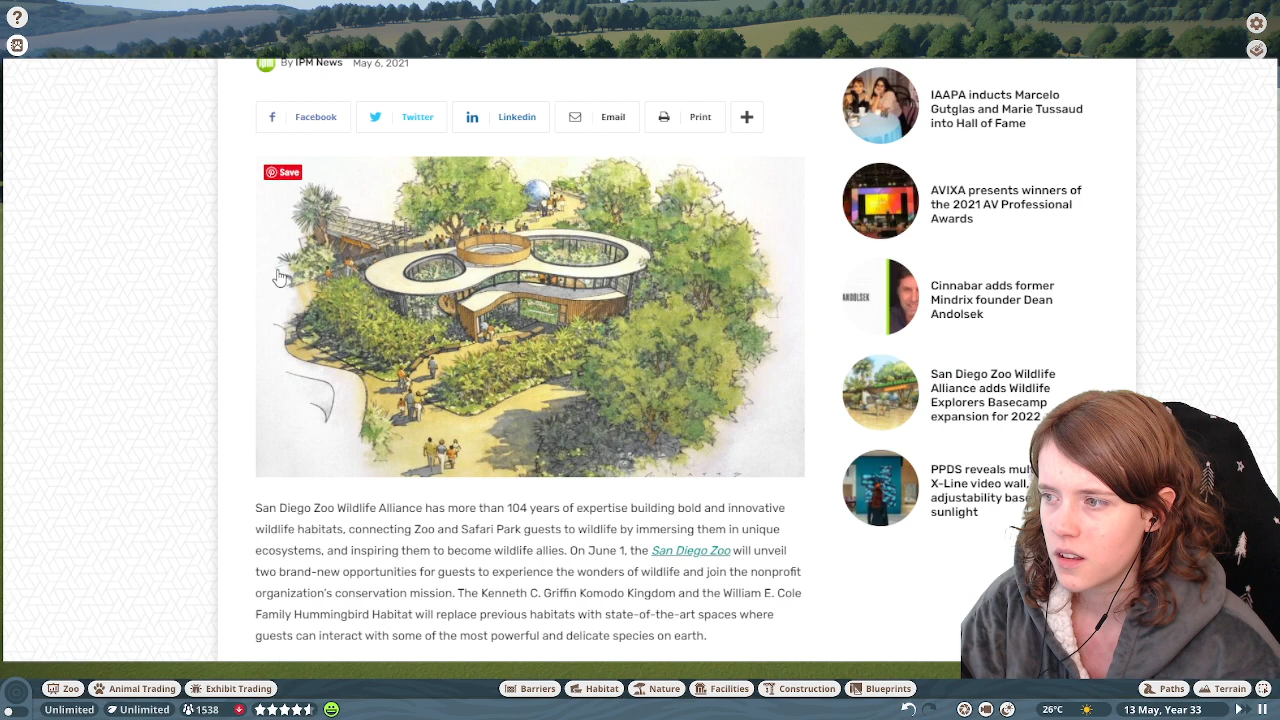 ?
By IPM News May 6, 2021
Facebook
Twitter
Linkedin
Email
Print
Save
IAAPA inducts Marcelo
Gutglas and Marie Tussaud
into Hall of Fame
AVIXA presents winners of
the 2021 AV Professional
Awards
ANDOLSEK
Cinnabar adds former
Mindrix founder Dean
Andolsek
San Diego Zoo Wildlife
Alliance adds Wildlife
Explorers Basecamp
expansion for 2022
PPDS reveals
X-Line video wall,
adjustability
sunlight
San Diego Zoo Wildlife Alliance has more than 104 years of expertise building bold and innovative
wildlife habitats, connecting Zoo and Safari Park guests to wildlife by immersing them in unique
ecosystems, and inspiring them to become wildlife allies. On June 1, the San Diego Zoo will unveil
two brand-new opportunities for guests to experience the wonders of wildlife and join the nonprofit
organization's conservation mission. The Kenneth C. Griffin Komodo Kingdom and the William E. Cole
Family Hummingbird Habitat will replace previous habitats with state-of-the-art spaces where
guests can interact with some of the most powerful and delicate species on earth.
Zoo Animal Trading Exhibit Trading Barriers Habitat Nature Facilities Construction Blueprints Paths Terrain
Unlimited Unlimited 1538 26°C 13 May, Year 33